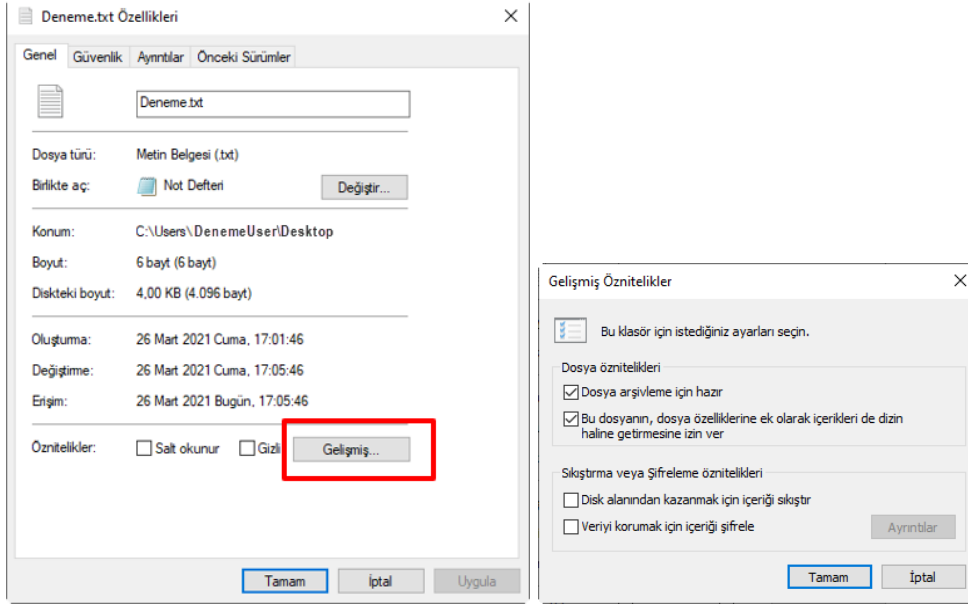 Deneme.txt Özellikleri
Genel Güvenlik Ayrıntılar Önceki Sürümler
Deneme.txt
Dosya türü: Metin Belgesi (.txt)
Birlikte aç: Not Defteri Değiştir...
Konum: C:\Users\DenemeUser\Desktop
Boyut: 6 bayt (6 bayt)
Diskteki boyut: 4,00 KB (4.096 bayt)
Oluşturma: 26 Mart 2021 Cuma, 17:01:46
Değiştirme: 26 Mart 2021 Cuma, 17:05:46
Erişim: 26 Mart 2021 Bugün, 17:05:46
Öznitelikler: Salt okunur Gizli Gelişmiş...
Tamam İptal Uygula
Gelişmiş Öznitelikler
Bu klasör için istediğiniz ayarları seçin.
Dosya öznitelikleri
Dosya arşivleme için hazır
Bu dosyanın, dosya özelliklerine ek olarak içerikleri de dizin
haline getirmesine izin ver
Sıkıştırma veya Şifreleme öznitelikleri
Disk alanından kazanmak için içeriği sıkıştır
Veriyi korumak için içeriği şifrele Ayrıntılar
Tamam İptal